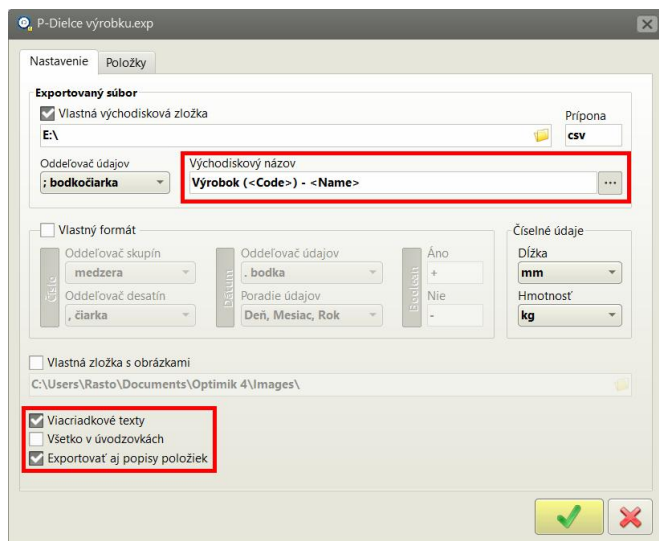 P-Dielce výrobku.exp
Nastavenie Položky
Exportovaný súbor
Vlastná východisková zložka
Prípona
E:\
csv
Oddeľovač údajov
Východiskový názov
; bodkočiarka
Výrobok (<Code>) - <Name>
...
Vlastný formát
Číselné údaje
Oddeľovač skupín
Oddeľovač údajov
Áno
Dĺžka
Číslo
medzera
Dátum
. bodka
Boolean
+
mm
Oddeľovač desatín
Poradie údajov
Nie
Hmotnosť
, čiarka
Deň, Mesiac, Rok
-
kg
Vlastná zložka s obrázkami
C:\Users\Rasto\Documents\Optimik 4\Images\
Viacriadkové texty
Všetko v úvodzovkách
Exportovať aj popisy položiek